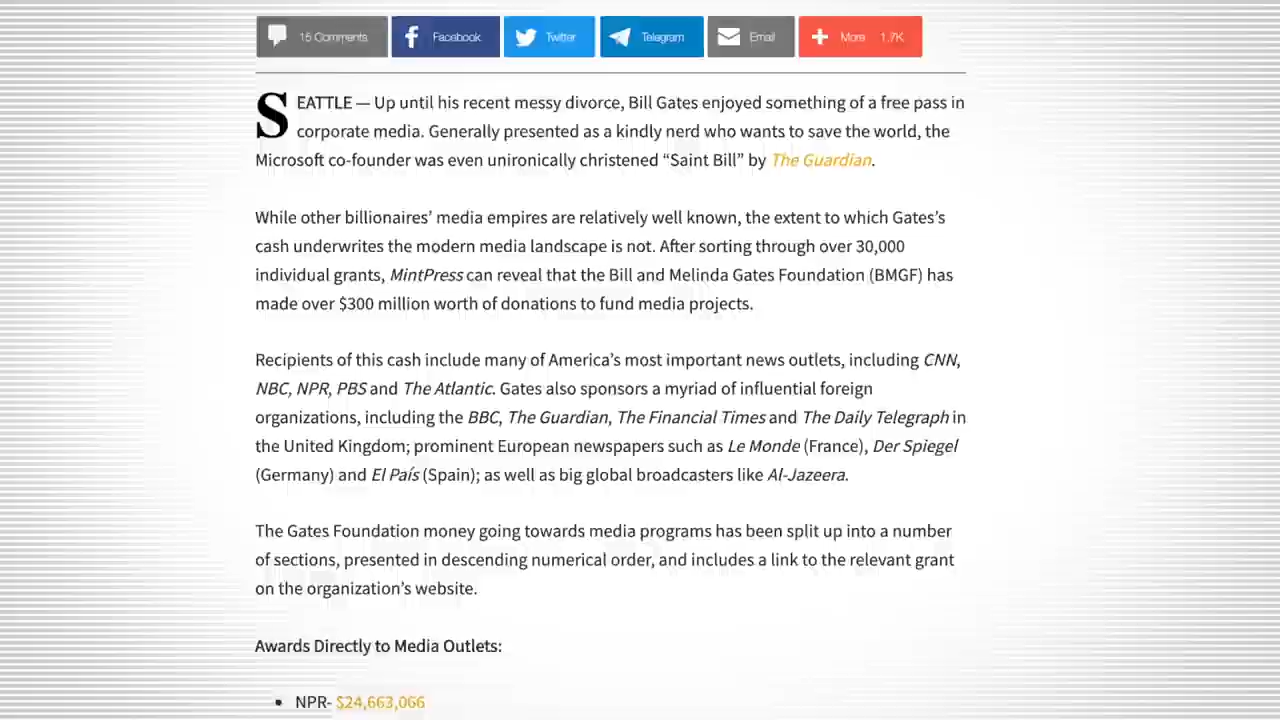 15 Comments Facebook Twitter Telegram Email More 1.7K
SEATTLE — Up until his recent messy divorce, Bill Gates enjoyed something of a free pass in
corporate media. Generally presented as a kindly nerd who wants to save the world, the
Microsoft co-founder was even unironically christened “Saint Bill” by The Guardian.
While other billionaires’ media empires are relatively well known, the extent to which Gates’s
cash underwrites the modern media landscape is not. After sorting through over 30,000
individual grants, MintPress can reveal that the Bill and Melinda Gates Foundation (BMGF) has
made over $300 million worth of donations to fund media projects.
Recipients of this cash include many of America’s most important news outlets, including CNN,
NBC, NPR, PBS and The Atlantic. Gates also sponsors a myriad of influential foreign
organizations, including the BBC, The Guardian, The Financial Times and The Daily Telegraph in
the United Kingdom; prominent European newspapers such as Le Monde (France), Der Spiegel
(Germany) and El País (Spain); as well as big global broadcasters like Al-Jazeera.
The Gates Foundation money going towards media programs has been split up into a number
of sections, presented in descending numerical order, and includes a link to the relevant grant
on the organization’s website.
Awards Directly to Media Outlets:
• NPR- $24,663,066